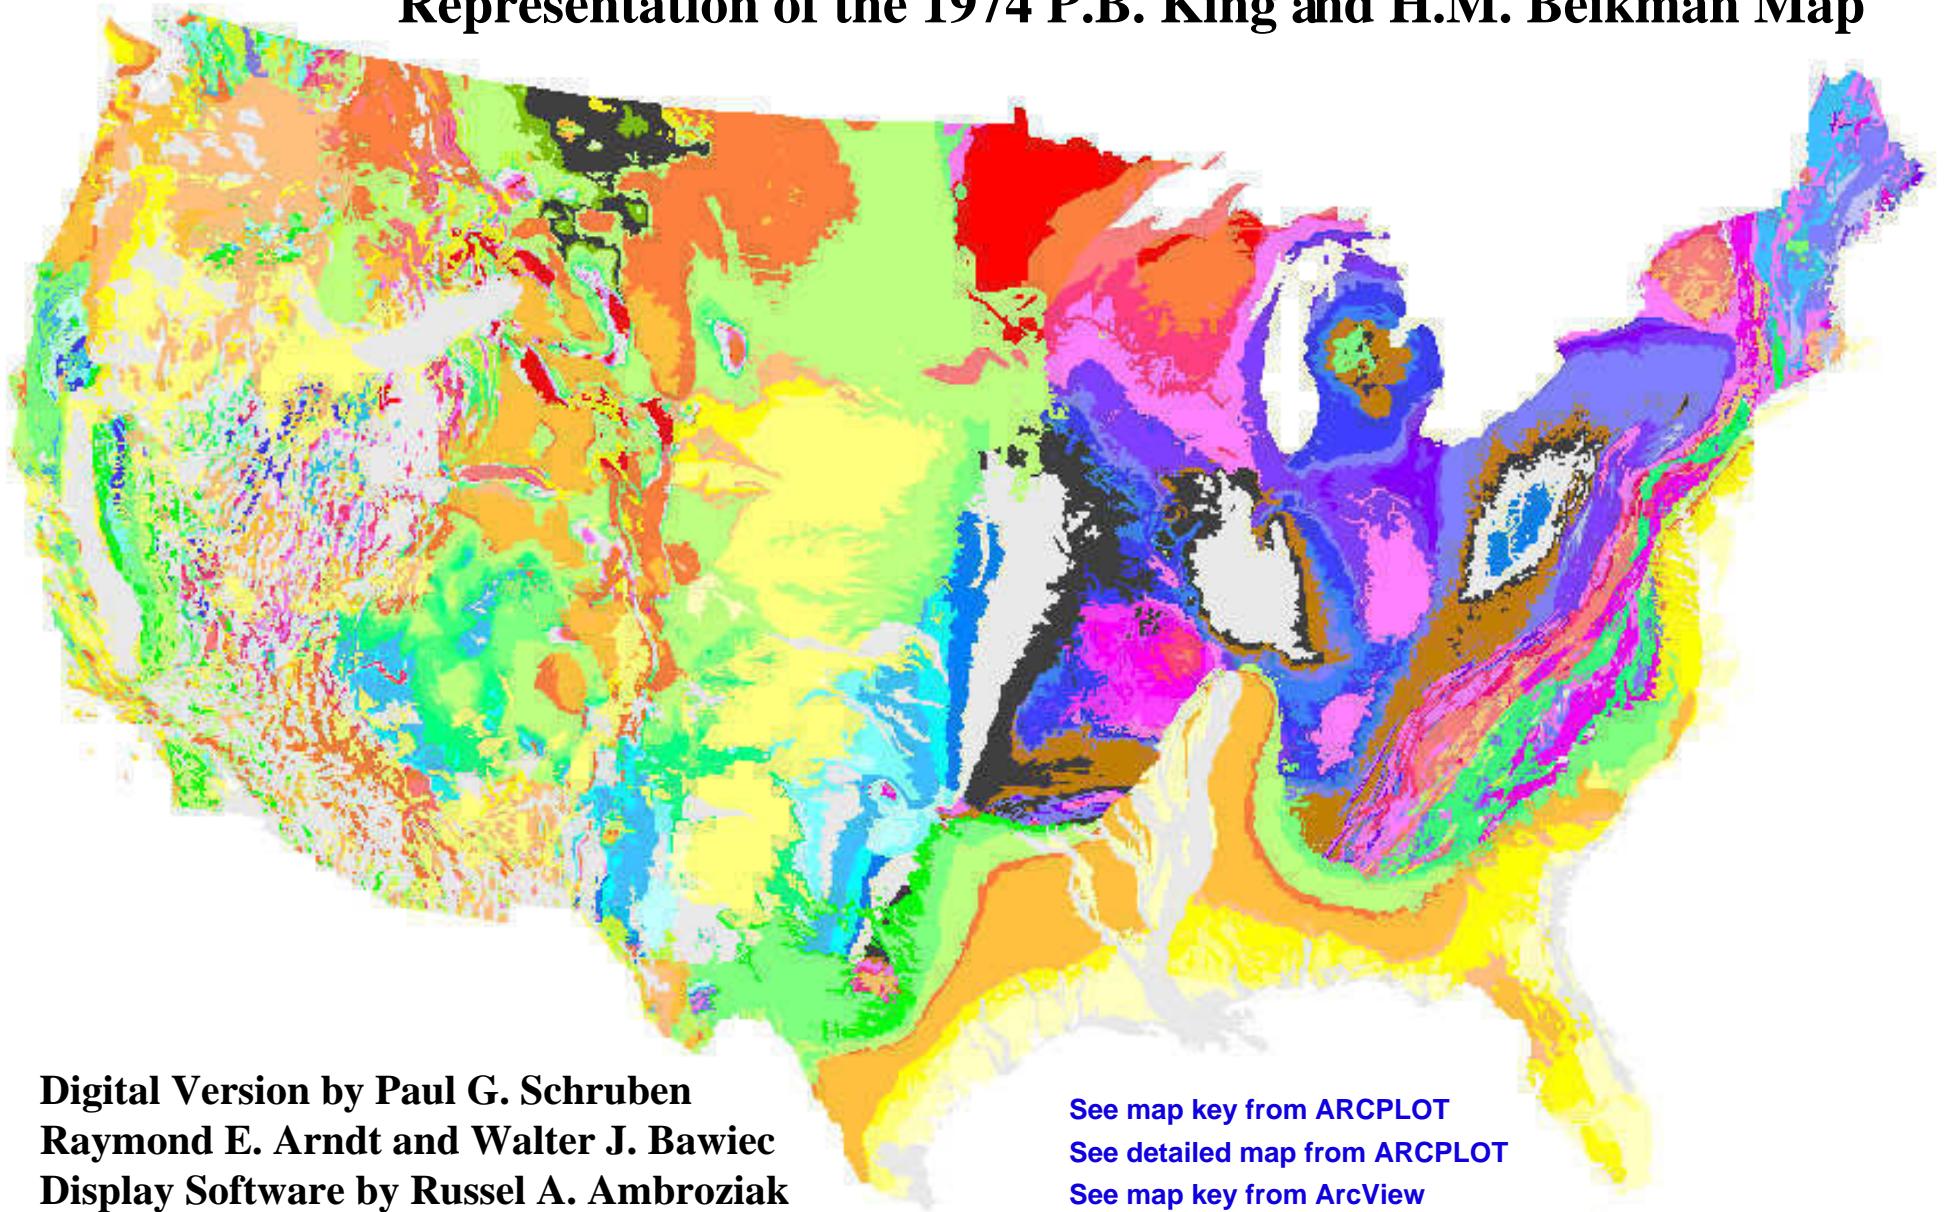 Representation of the 1974 P.B. King and H.M. Beikman Map
Digital Version by Paul G. Schruben
Raymond E. Arndt and Walter J. Bawiec
Display Software by Russel A. Ambroziak
See map key from ARCPLOT
See detailed map from ARCPLOT
See map key from ArcView